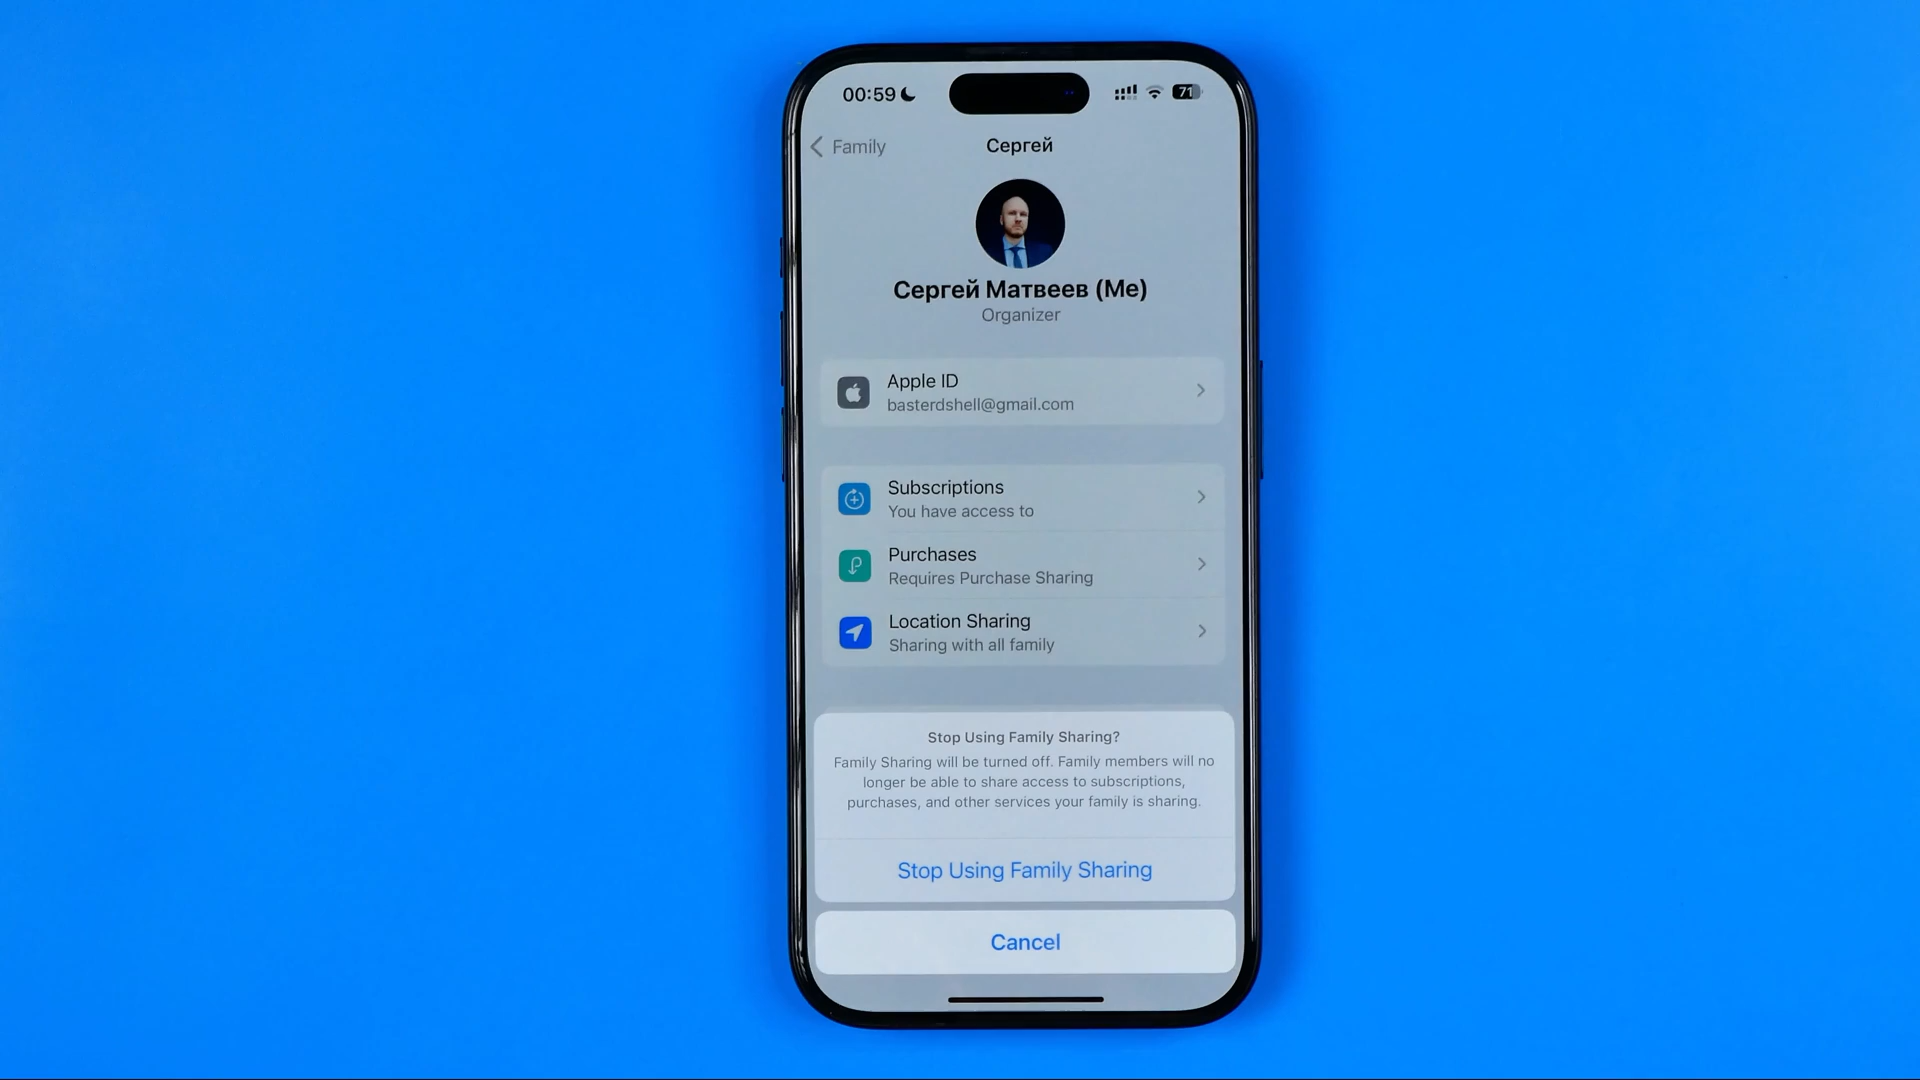 00:59
71
Family
Сергей
Сергей Матвеев (Me)
Organizer
Apple ID
basterdshell@gmail.com
Subscriptions
You have access to
Purchases
Requires Purchase Sharing
Location Sharing
Sharing with all family
Stop Using Family Sharing?
Family Sharing will be turned off. Family members will no
longer be able to share access to subscriptions,
purchases, and other services your family is sharing.
Stop Using Family Sharing
Cancel